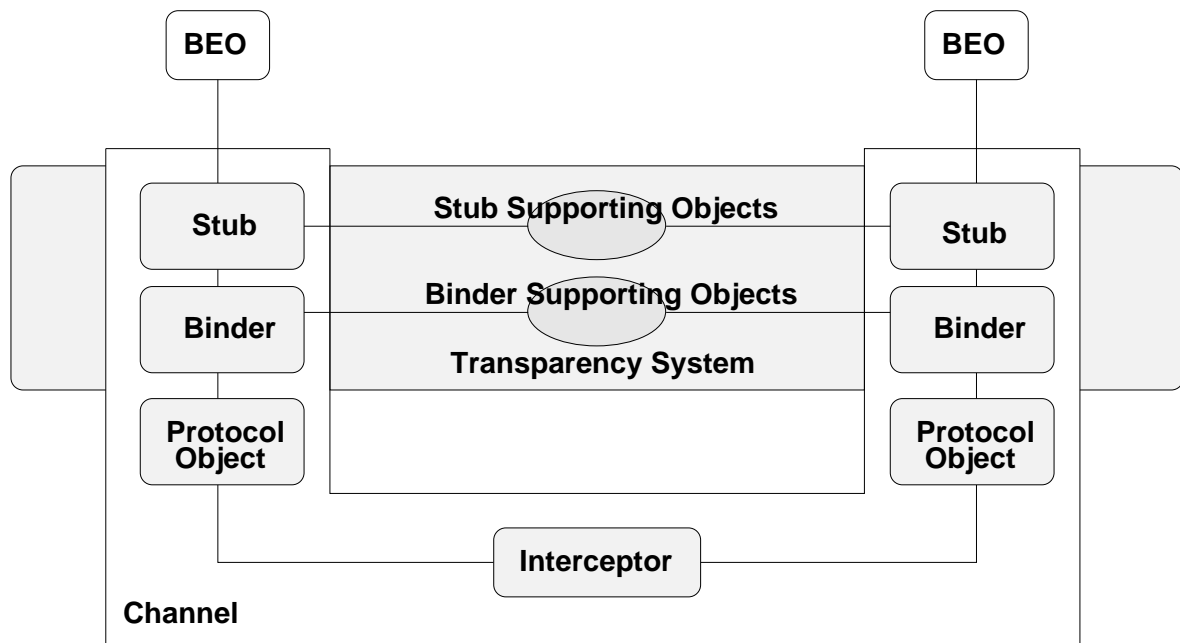 BEO
BEO
Stub
Stub Supporting Objects
Stub
Binder
Binder Supporting Objects
Binder
Transparency System
Protocol
Object
Protocol
Object
Interceptor
Channel